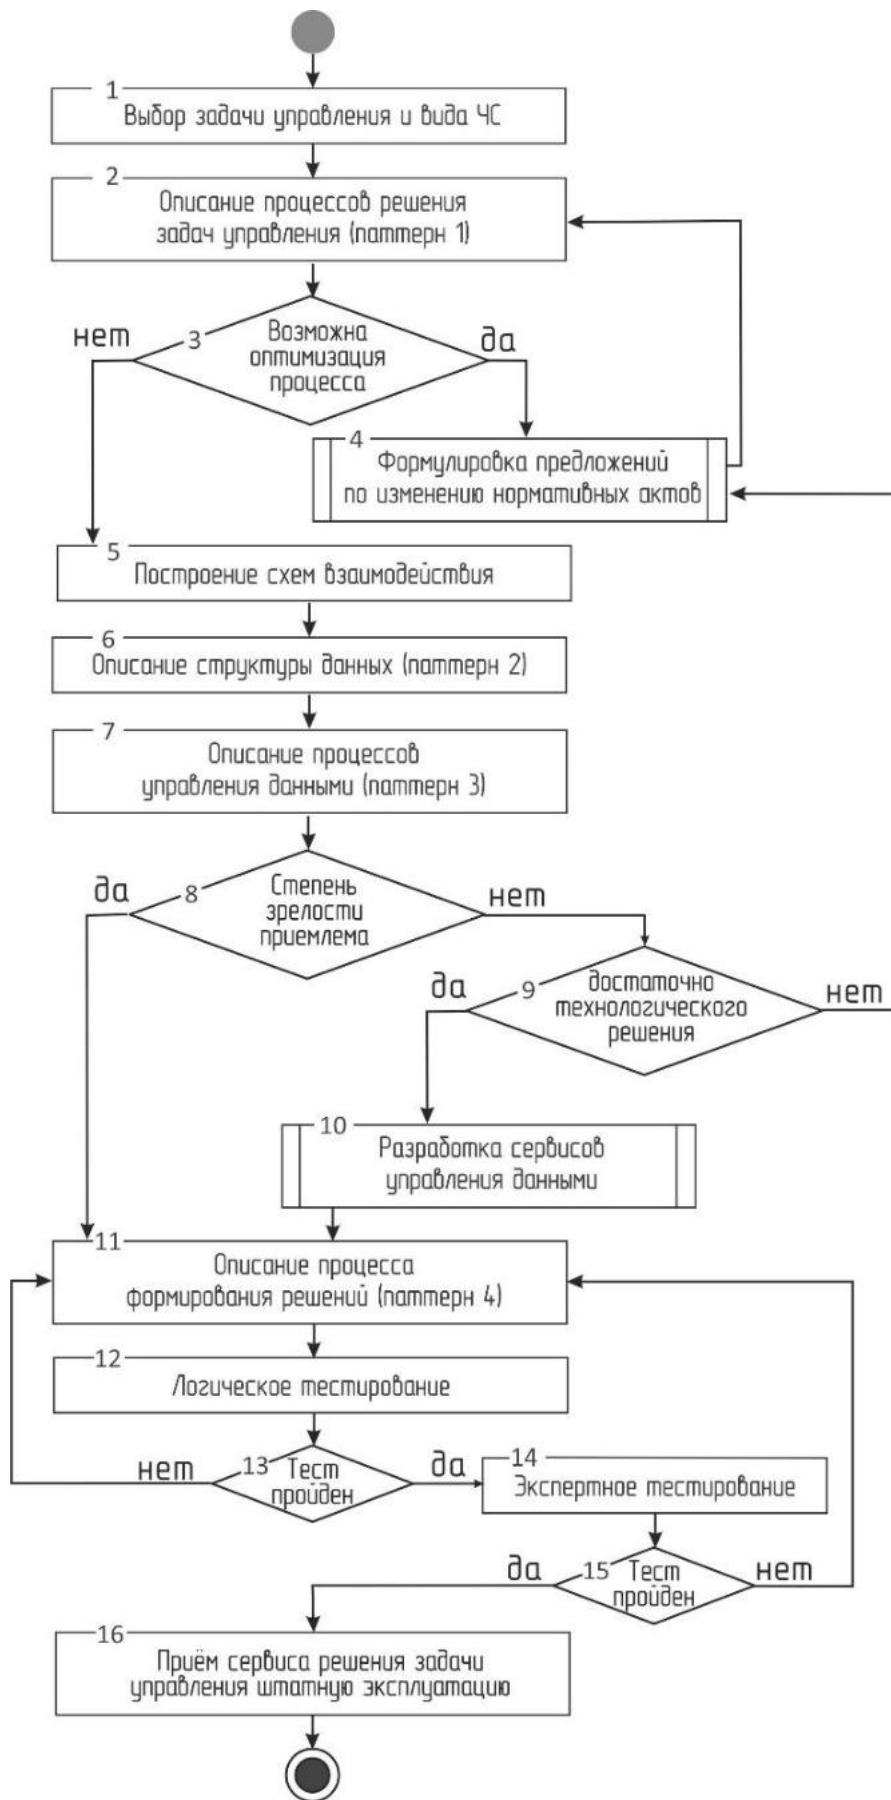 1
Выбор задачи управления и вида ЧС
2
Описание процессов решения
задач управления (паттерн 1)
нет
3
Возможна
оптимизация
процесса
да
4
Формулировка предложений
по изменению нормативных актов
5
Построение схем взаимодействия
6
Описание структуры данных (паттерн 2)
7
Описание процессов
управления данными (паттерн 3)
да
8
Степень
зрелости
приемлема
нет
да
9
достаточно
технологического
решения
нет
10
Разработка сервисов
управления данными
11
Описание процесса
формирования решений (паттерн 4)
12
Логическое тестирование
нет
13
Тест
пройден
да
14
Экспертное тестирование
да
15
Тест
пройден
нет
16
Приём сервиса решения задачи
управления штатную эксплуатацию